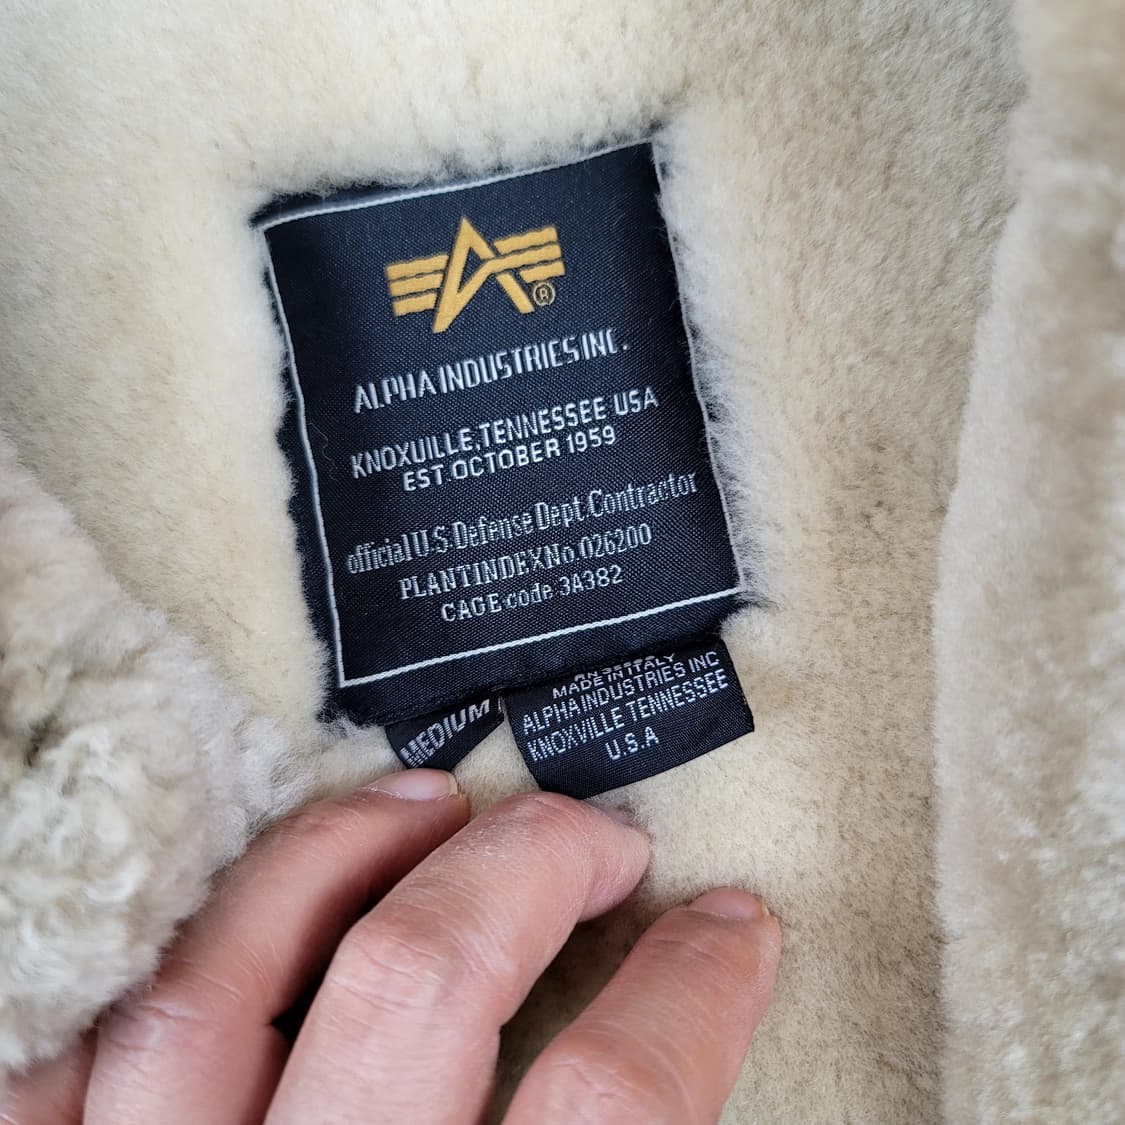 ®
ALPHA INDUSTRIES INC.
KNOXUILLE, TENNESSEE USA
EST. OCTOBER 1959
official U.S. Defense Dept. Contractor
PLANT INDEX No. 026200
CAGE code 3A382
MEDIUM
MADE IN ITALY
ALPHA INDUSTRIES INC
KNOXVILLE TENNESSEE
U.S.A